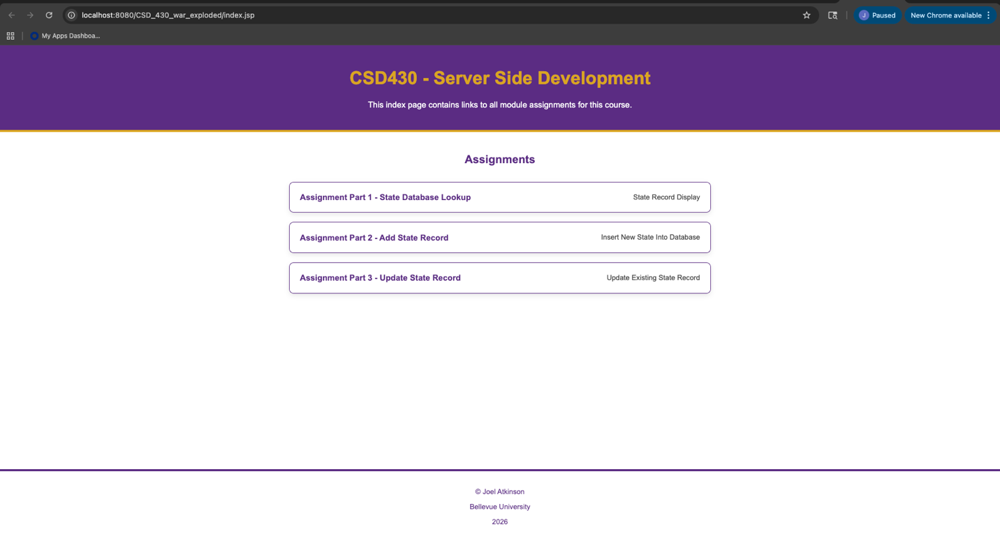 localhost:8080/CSD_430_war_exploded/index.jsp
J Paused
New Chrome available
My Apps Dashboa...
CSD430 - Server Side Development
This index page contains links to all module assignments for this course.
Assignments
Assignment Part 1 - State Database Lookup State Record Display
Assignment Part 2 - Add State Record Insert New State Into Database
Assignment Part 3 - Update State Record Update Existing State Record
© Joel Atkinson
Bellevue University
2026